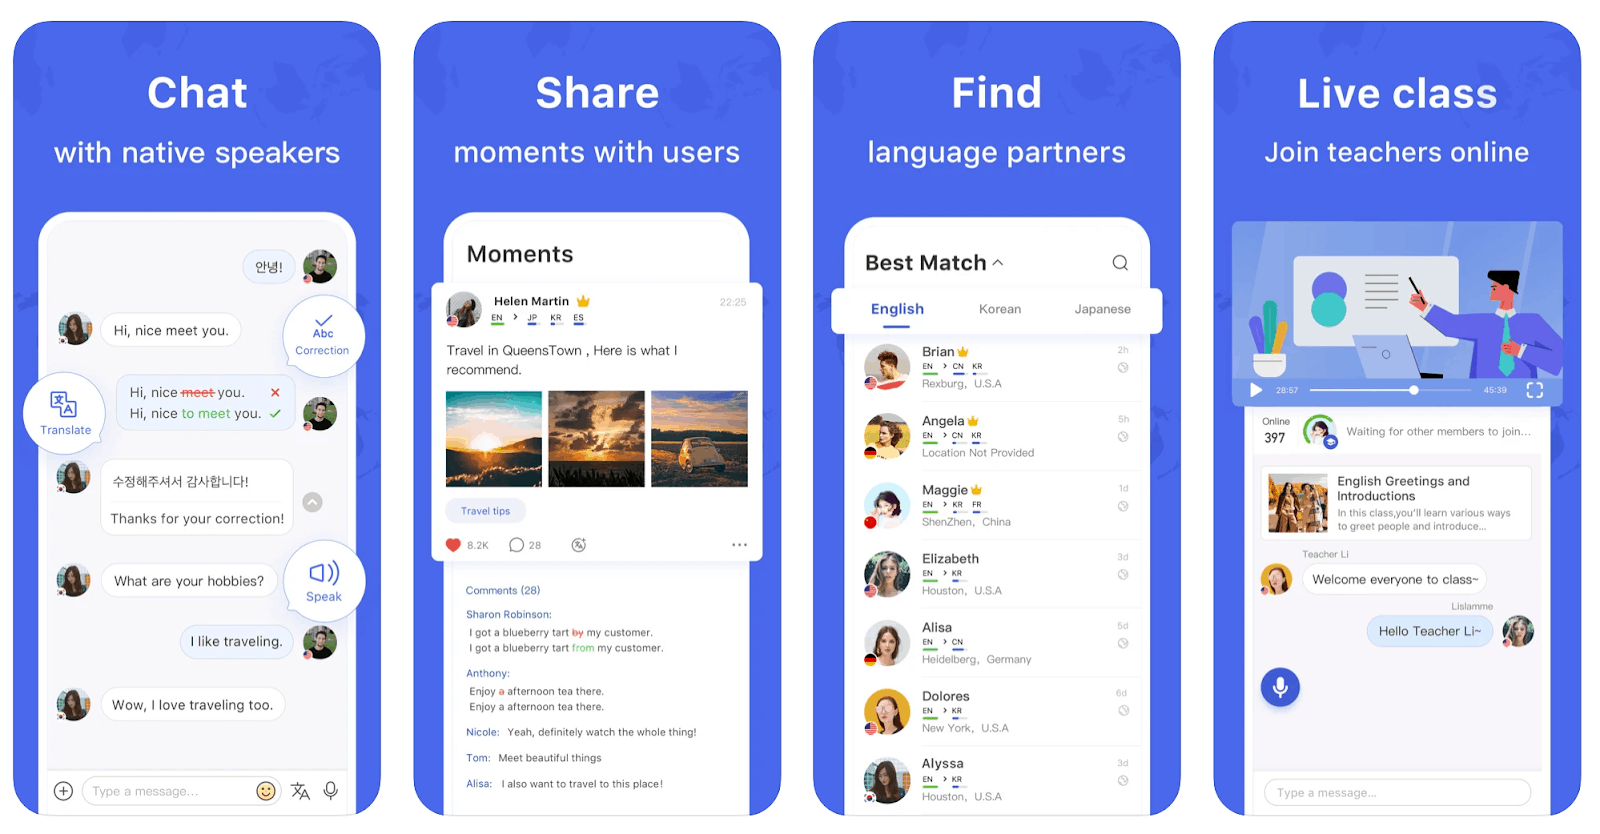 Chat
with native speakers
안녕!
Hi, nice meet you.
Abc
Correction
Hi, nice meet you.
Hi, nice to meet you.
Translate
수정해주셔서 감사합니다!
Thanks for your correction!
What are your hobbies?
Speak
I like traveling.
Wow, I love traveling too.
Type a message...
Share
moments with users
Moments
Helen Martin
22:25
EN > JP KR ES
Travel in QueensTown , Here is what I
recommend.
Travel tips
8.2K
28
Comments (28)
Sharon Robinson:
I got a blueberry tart by my customer.
I got a blueberry tart from my customer.
Anthony:
Enjoy a afternoon tea there.
Enjoy a afternoon tea there.
Nicole: Yeah, definitely watch the whole thing!
Tom: Meet beautiful things
Alisa: I also want to travel to this place!
Find
language partners
Best Match
English Korean Japanese
Brian
2h
EN > CN KR
Rexburg, U.S.A
Angela
5h
EN > CN KR
Location Not Provided
Maggie
1d
EN > KR FR
ShenZhen, China
Elizabeth
3d
EN > KR
Houston, U.S.A
Alisa
5d
EN > CN
Heidelberg, Germany
Dolores
6d
EN > KR
New York, U.S.A
Alyssa
3d
EN > KR
Houston, U.S.A
Live class
Join teachers online
28:57
45:39
Online
397
Waiting for other members to join...
English Greetings and
Introductions
In this class,you'll learn various ways
to greet people and introduce...
Teacher Li
Welcome everyone to class~
Lislamme
Hello Teacher Li~
Type a message...